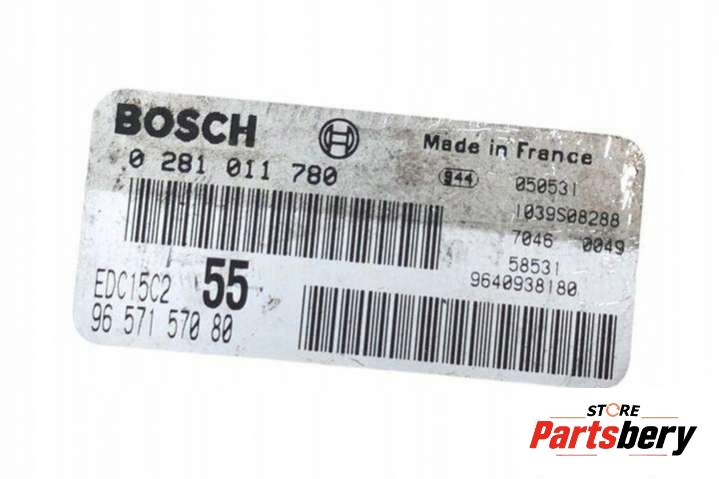 BOSCH
Made in France
0 281 011 780
944 050531
1039S08288
7046 0049
58531
9640938180
EDC15C2 55
96 571 570 80
STORE
Partsbery